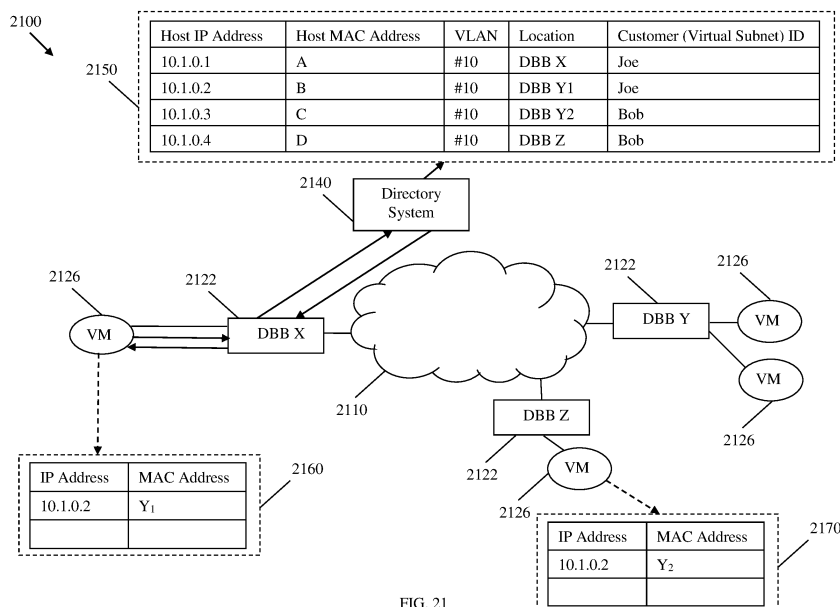 2100
Host IP Address Host MAC Address VLAN Location Customer (Virtual Subnet) ID
10.1.0.1 A #10 DBB X Joe
10.1.0.2 B #10 DBB Y1 Joe
10.1.0.3 C #10 DBB Y2 Bob
10.1.0.4 D #10 DBB Z Bob
2150
2140
Directory
System
2126
2122
VM
DBB X
2110
2122
2126
DBB Y
VM
VM
2126
DBB Z
2122
VM
2126
2160
IP Address MAC Address
10.1.0.2 Y₁
2170
IP Address MAC Address
10.1.0.2 Y₂
FIG. 21